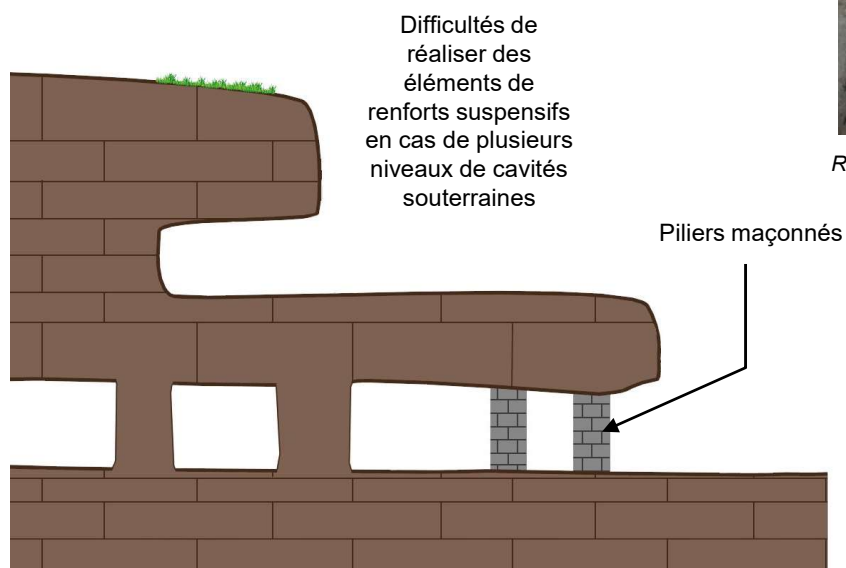 Difficultés de
réaliser des
éléments de
renforts suspensifs
en cas de plusieurs
niveaux de cavités
souterraines
R
Piliers maçonnés